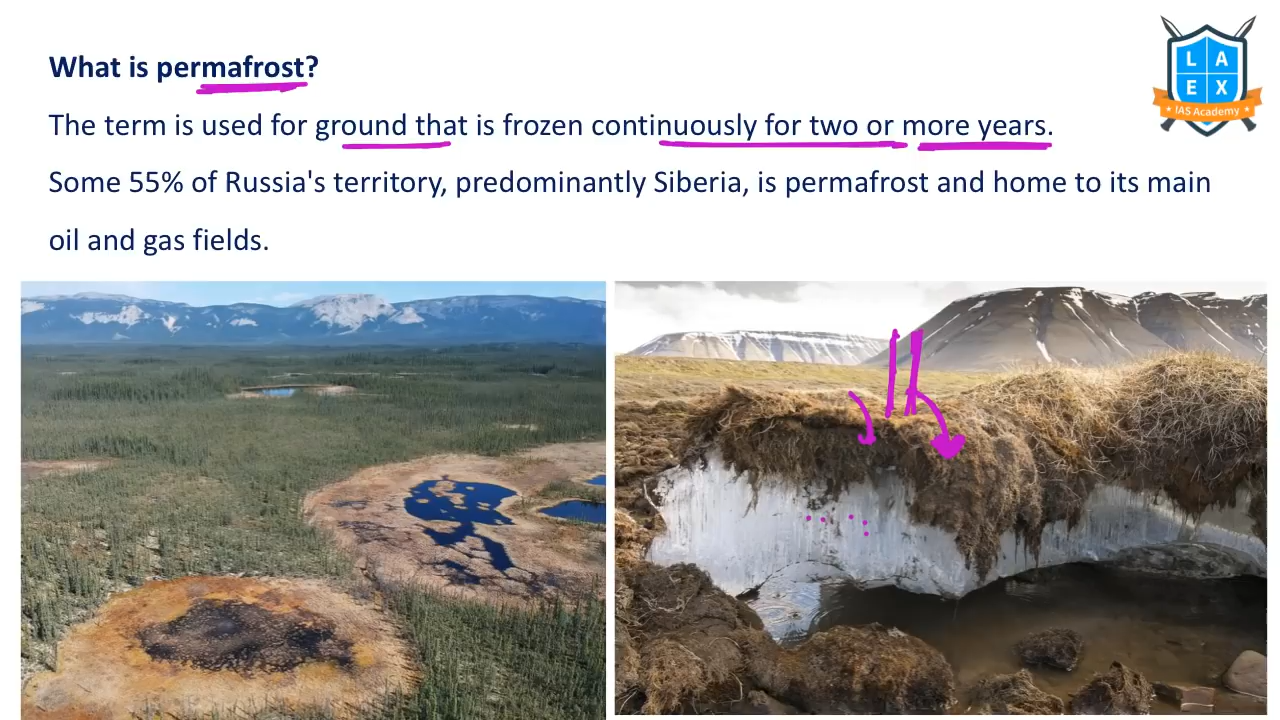 What is permafrost?
The term is used for ground that is frozen continuously for two or more years.
Some 55% of Russia's territory, predominantly Siberia, is permafrost and home to its main
oil and gas fields.
L A
E X
IAS Academy